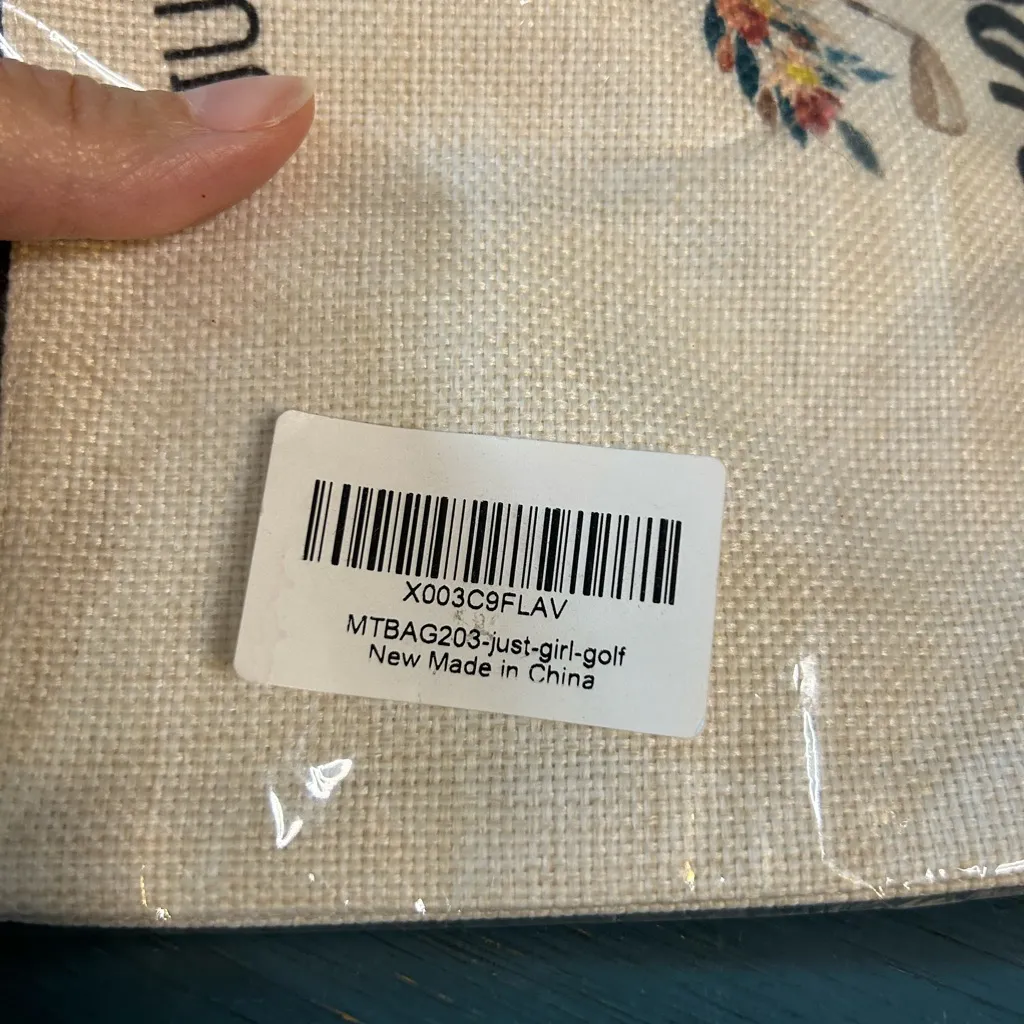 X003C9FLAV
MTBAG203-just-girl-golf
New Made in China